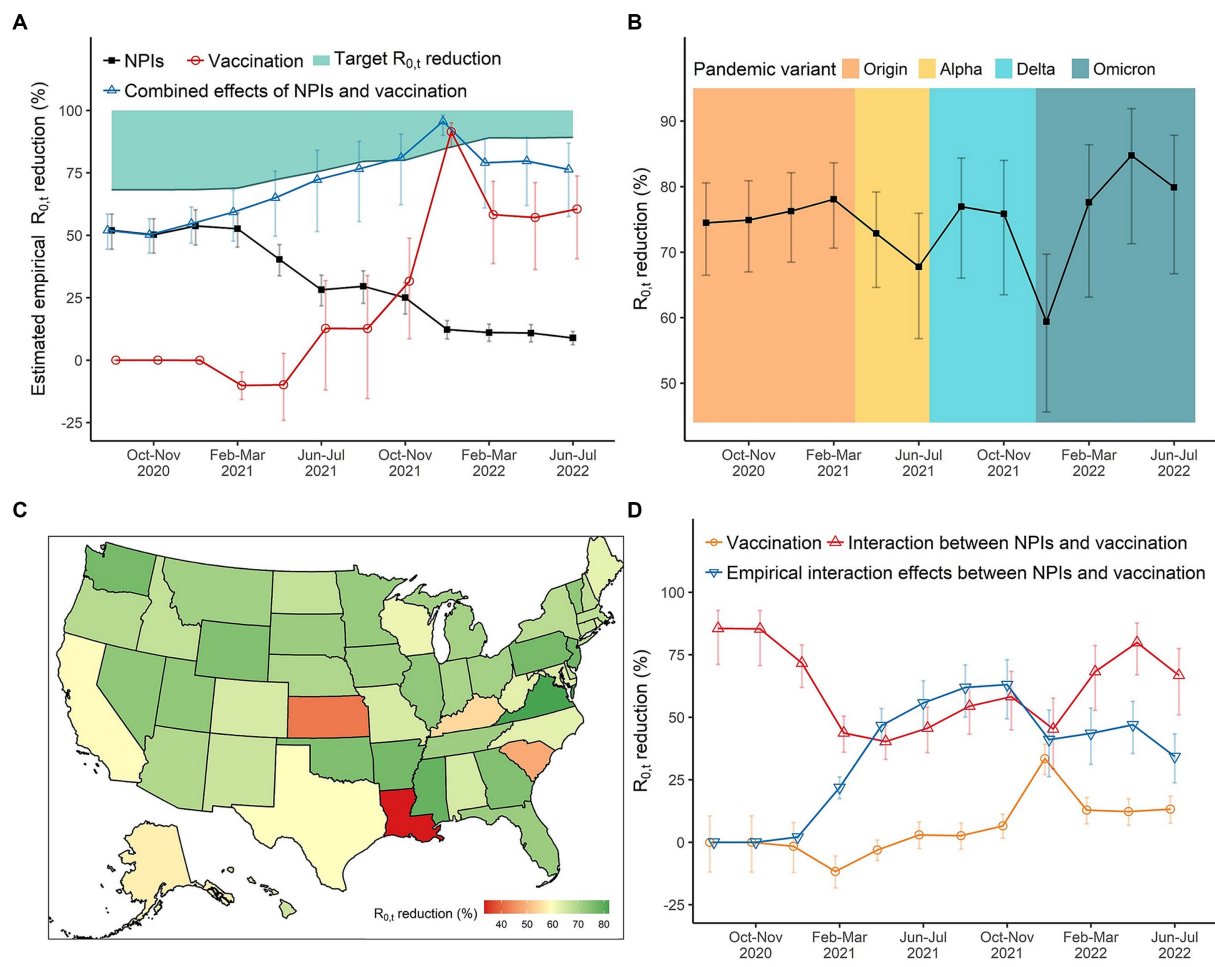 A
NPIs Vaccination Target R0,t reduction
Combined effects of NPIs and vaccination
Estimated empirical R0,t reduction (%)
100
75
50
25
0
-25
Oct-Nov 2020
Feb-Mar 2021
Jun-Jul 2021
Oct-Nov 2021
Feb-Mar 2022
Jun-Jul 2022
B
Pandemic variant Origin Alpha Delta Omicron
R0,t reduction (%)
90
80
70
60
50
Oct-Nov 2020
Feb-Mar 2021
Jun-Jul 2021
Oct-Nov 2021
Feb-Mar 2022
Jun-Jul 2022
C
R0,t reduction (%)
40 50 60 70 80
D
Vaccination Interaction between NPIs and vaccination
Empirical interaction effects between NPIs and vaccination
R0,t reduction (%)
100
75
50
25
0
-25
Oct-Nov 2020
Feb-Mar 2021
Jun-Jul 2021
Oct-Nov 2021
Feb-Mar 2022
Jun-Jul 2022